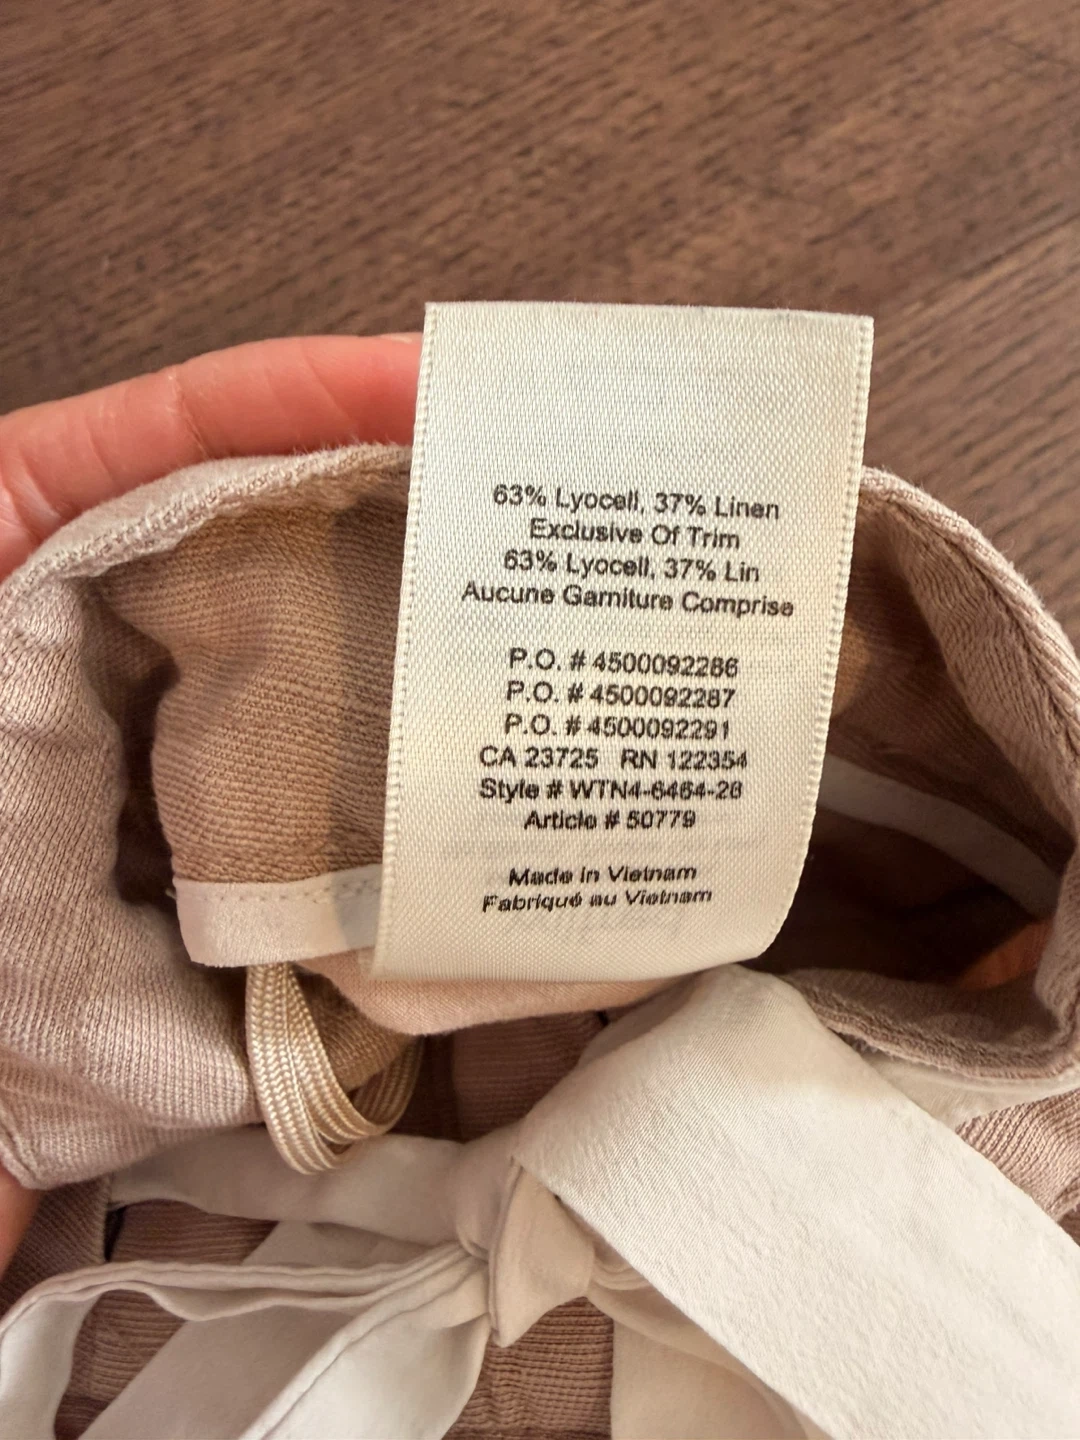 63% Lyocell, 37% Linen
Exclusive Of Trim
63% Lyocell, 37% Lin
Aucune Garniture Comprise
P.O. # 4500092286
P.O. # 4500092287
P.O. # 4500092291
CA 23725 RN 122354
Style # WTN4-6464-28
Article # 50779
Made in Vietnam
Fabriqué au Vietnam